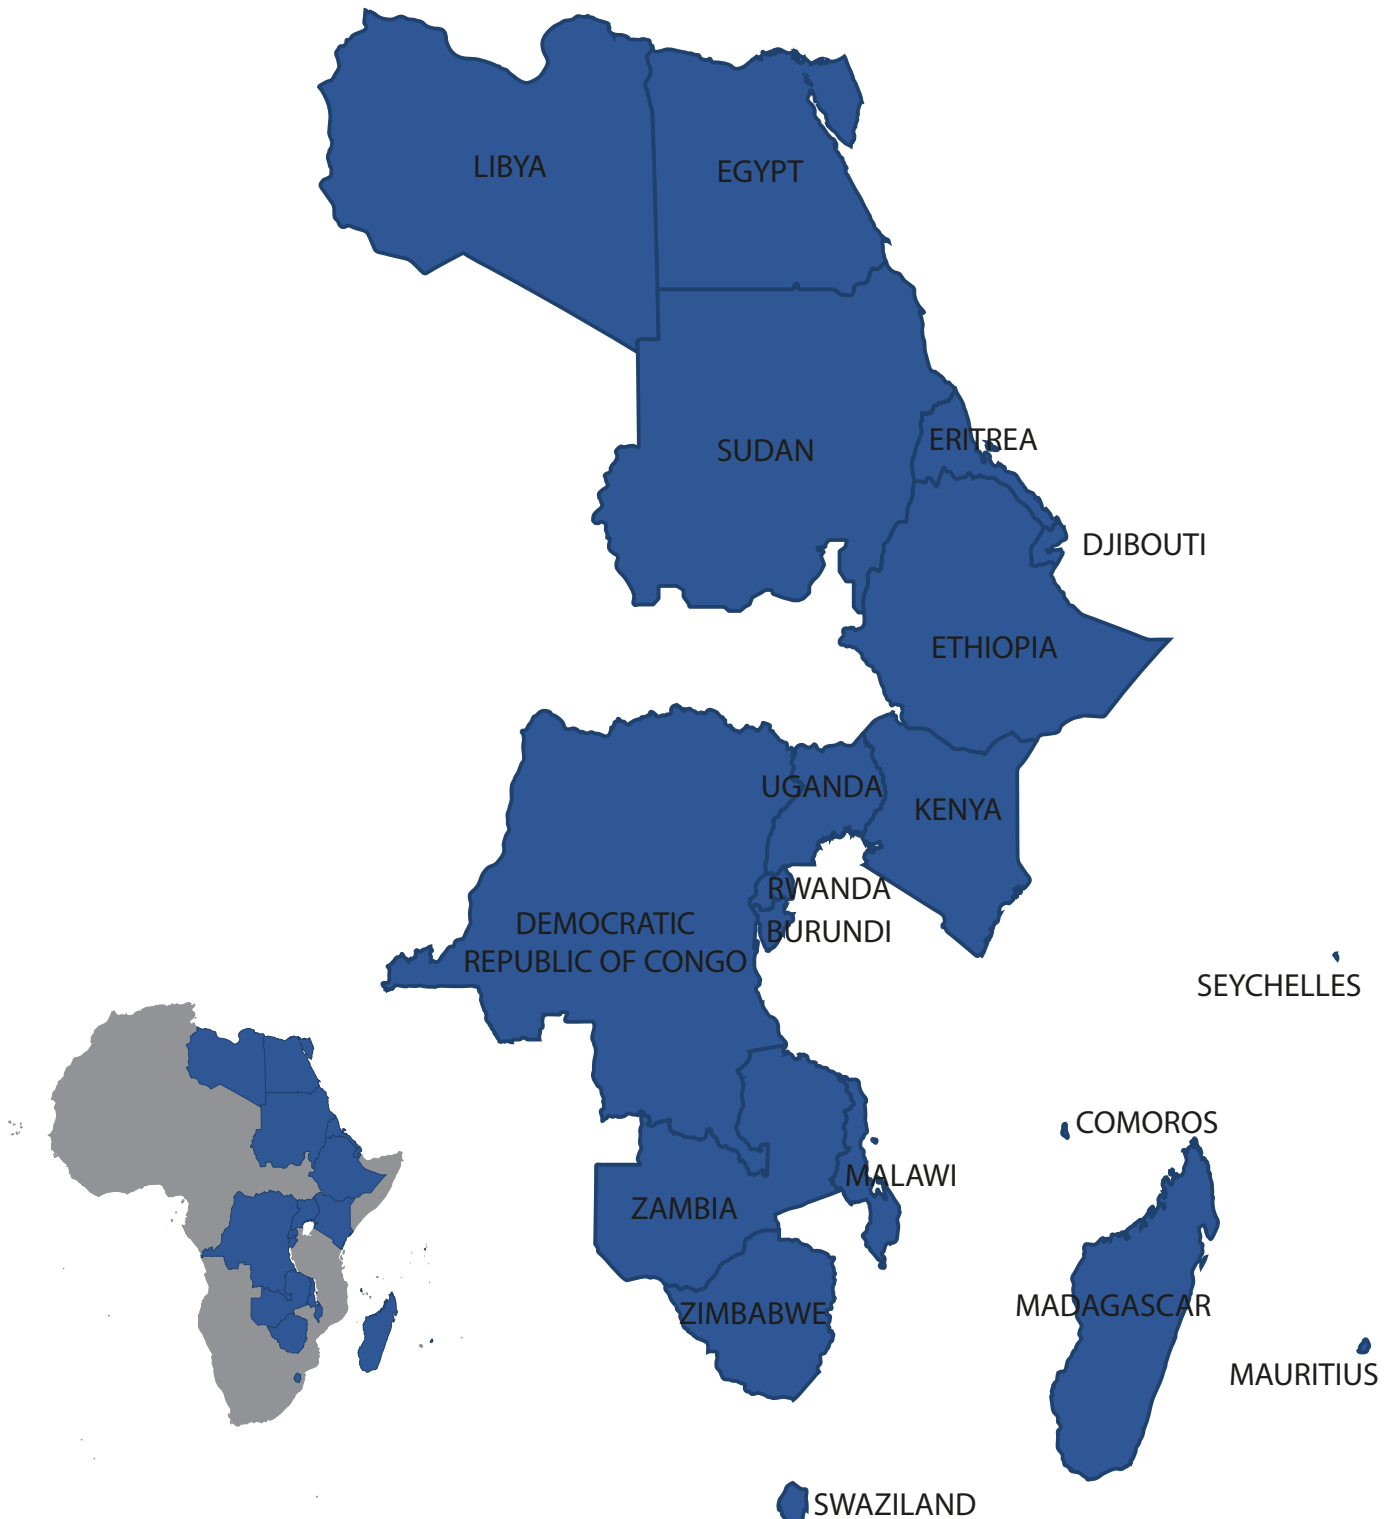 LIBYA
EGYPT
SUDAN
ERITREA
DJIBOUTI
ETHIOPIA
UGANDA
KENYA
RWANDA
DEMOCRATIC
REPUBLIC OF CONGO
BURUNDI
SEYCHELLES
COMOROS
MALAWI
ZAMBIA
MADAGASCAR
ZIMBABWE
MAURITIUS
SWAZILAND